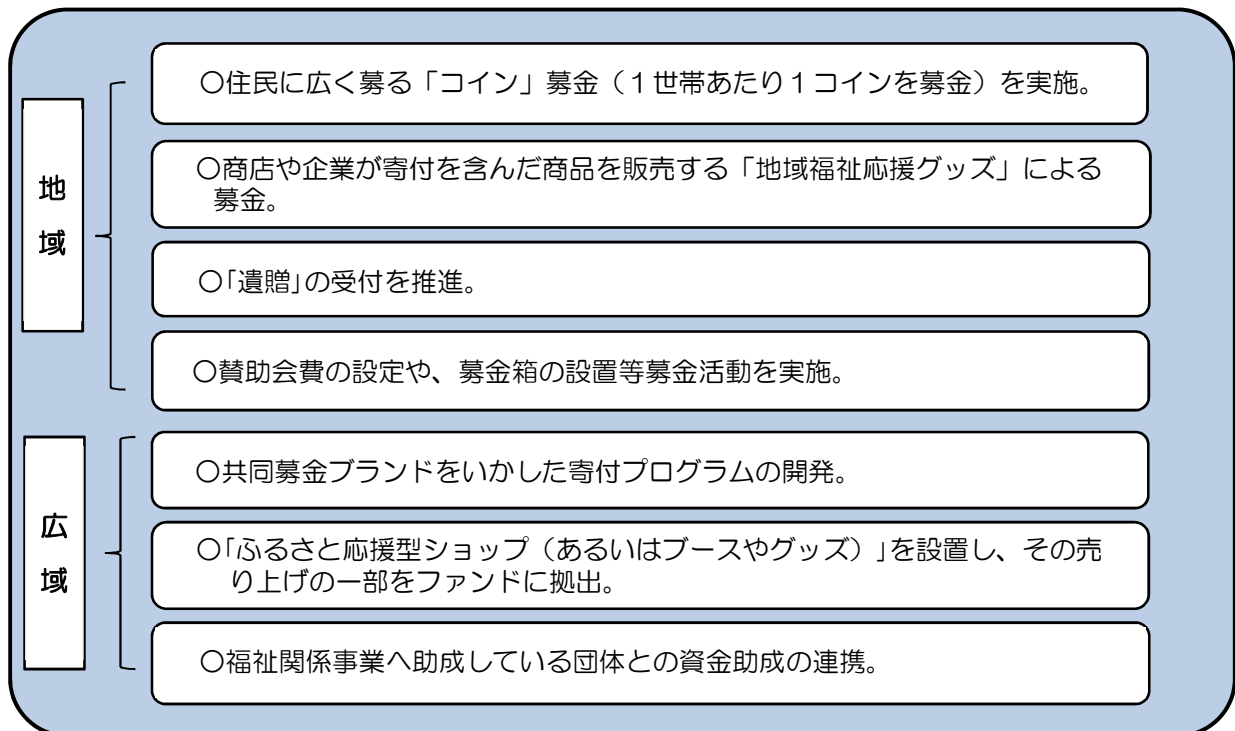 地域
〇住民に広く募る「コイン」募金（１世帯あたり１コインを募金）を実施。
〇商店や企業が寄付を含んだ商品を販売する「地域福祉応援グッズ」による
募金。
〇｢遺贈｣の受付を推進。
〇賛助会費の設定や、募金箱の設置等募金活動を実施。
広域
〇共同募金ブランドをいかした寄付プログラムの開発。
〇｢ふるさと応援型ショップ（あるいはブースやグッズ）｣を設置し、その売
り上げの一部をファンドに拠出。
〇福祉関係事業へ助成している団体との資金助成の連携。